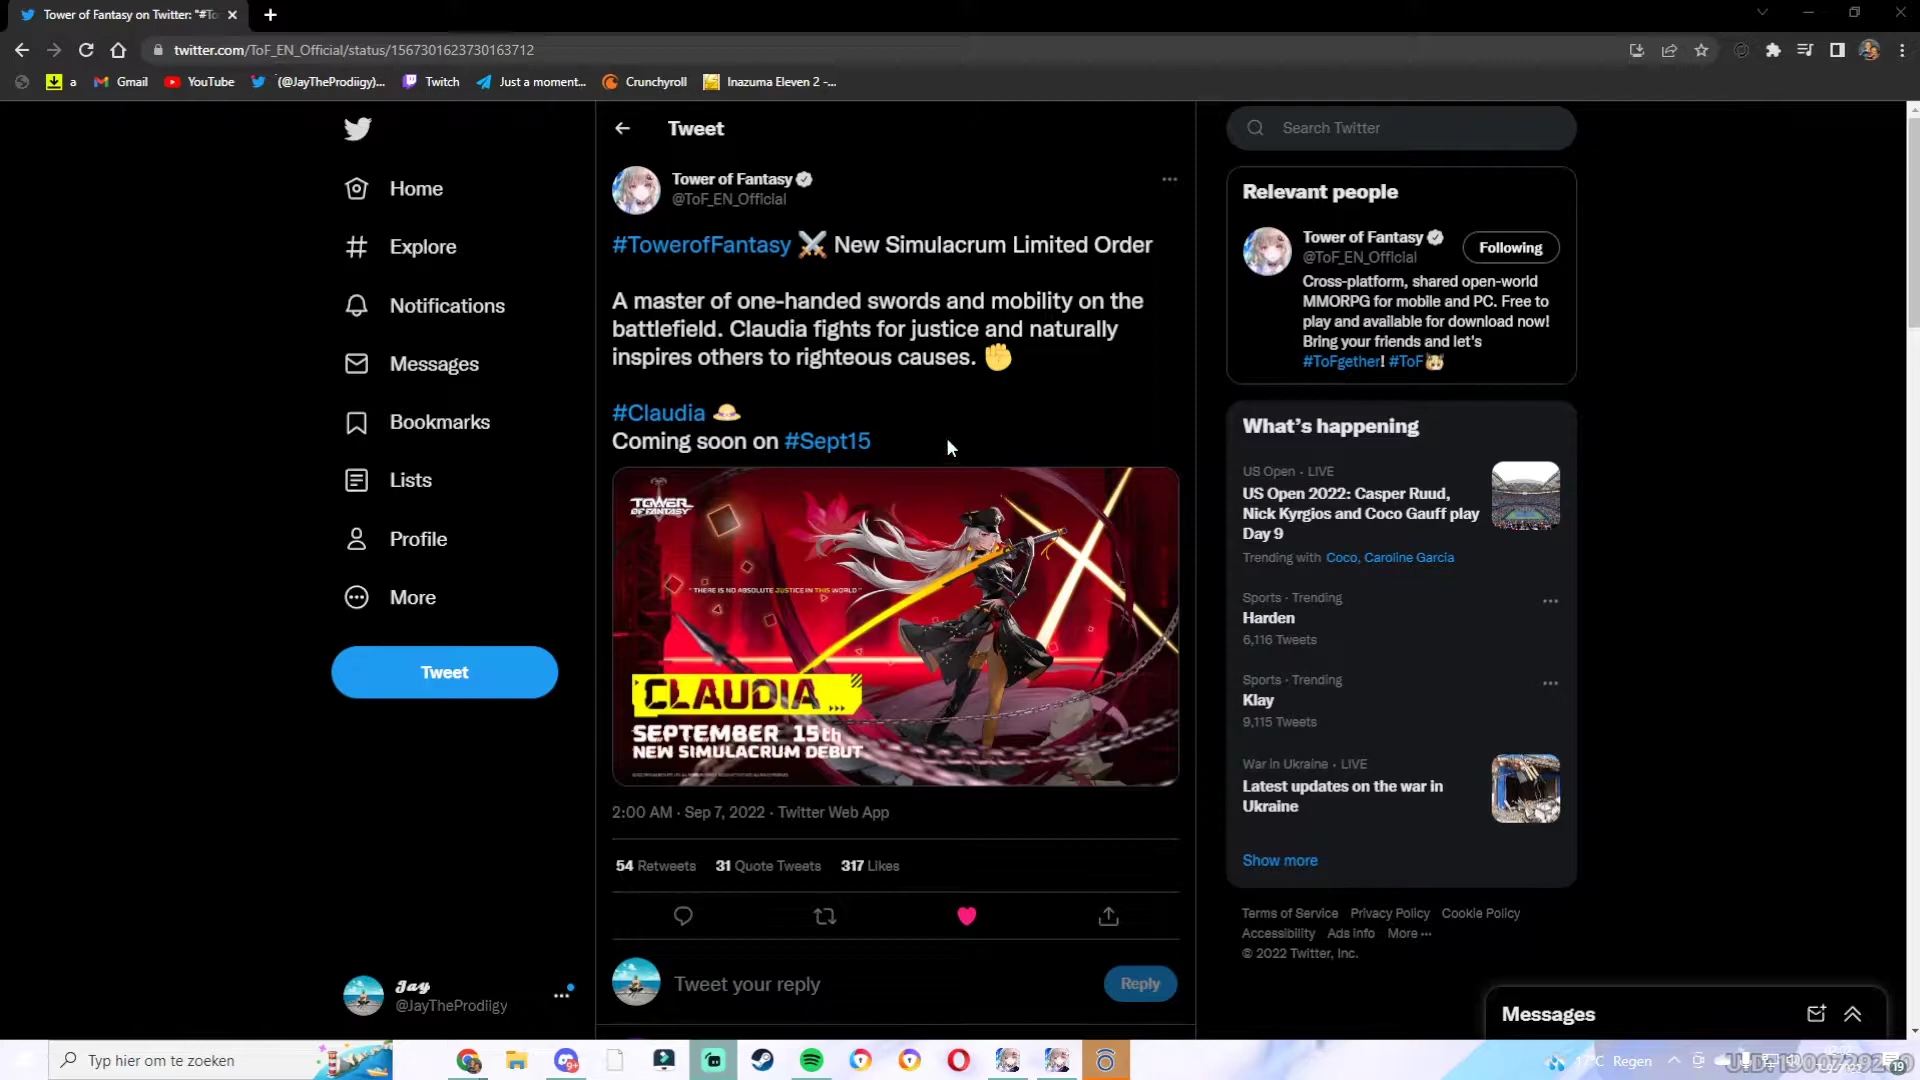 Tower of Fantasy on Twitter: "#To
twitter.com/ToF_EN_Official/status/1567301623730163712
a
Gmail
YouTube
(@JayTheProdiigy)...
Twitch
Just a moment...
Crunchyroll
Inazuma Eleven 2 -...
Home
Explore
Notifications
Messages
Bookmarks
Lists
Profile
More
Tweet
Jay
@JayTheProdiigy
Tweet
Tower of Fantasy
@ToF_EN_Official
#TowerofFantasy ⚔️ New Simulacrum Limited Order
A master of one-handed swords and mobility on the
battlefield. Claudia fights for justice and naturally
inspires others to righteous causes. ✊
#Claudia 👒
Coming soon on #Sept15
TOWER
OF FANTASY
" THERE IS NO ABSOLUTE JUSTICE IN THIS WORLD "
CLAUDIA ...
SEPTEMBER 15th
NEW SIMULACRUM DEBUT
2:00 AM · Sep 7, 2022 · Twitter Web App
54 Retweets 31 Quote Tweets 317 Likes
Tweet your reply
Reply
Search Twitter
Relevant people
Tower of Fantasy
@ToF_EN_Official
Following
Cross-platform, shared open-world
MMORPG for mobile and PC. Free to
play and available for download now!
Bring your friends and let's
#ToFgether! #ToF🐹
What's happening
US Open · LIVE
US Open 2022: Casper Ruud,
Nick Kyrgios and Coco Gauff play
Day 9
Trending with Coco, Caroline Garcia
Sports · Trending
Harden
6,116 Tweets
Sports · Trending
Klay
9,115 Tweets
War in Ukraine · LIVE
Latest updates on the war in
Ukraine
Show more
Terms of Service Privacy Policy Cookie Policy
Accessibility Ads info More ···
© 2022 Twitter, Inc.
Messages
Typ hier om te zoeken
9+
17°C Regen
19